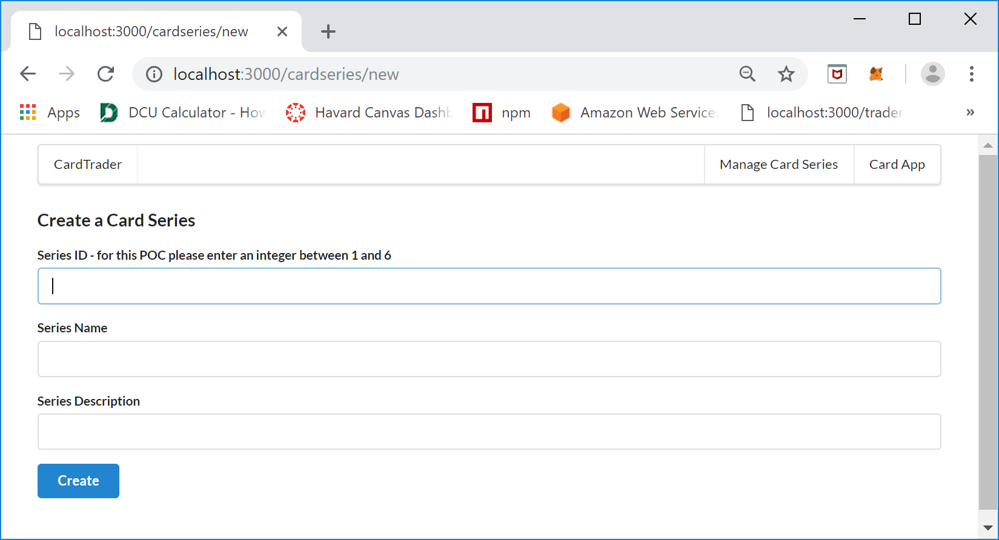 localhost:3000/cardseries/new
localhost:3000/cardseries/new
Apps DCU Calculator - How Havard Canvas Dashb npm Amazon Web Services localhost:3000/trader »
CardTrader Manage Card Series Card App
Create a Card Series
Series ID - for this POC please enter an integer between 1 and 6
Series Name
Series Description
Create